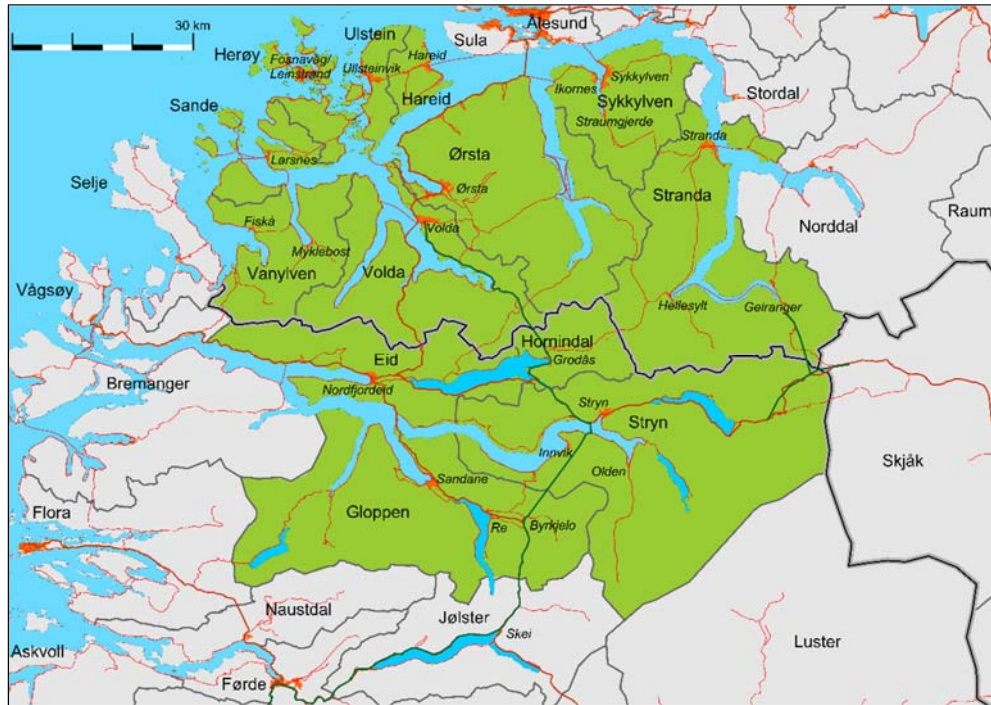 30 km
Ålesund
Ulstein
Sula
Herøy
Hareid
Fosnavåg/
Leinstrand
Ulsteinvik
Hareid
Ikornes
Sykkylven
Sykkylven
Stordal
Sande
Straumgjerde
Stranda
Ørsta
Larsnes
Selje
Ørsta
Stranda
Fiskå
Volda
Norddal
Raum
Myklebost
Vanylven
Volda
Vågsøy
Hellesylt
Geiranger
Hornindal
Eid
Grodås
Bremanger
Nordfjordeid
Stryn
Stryn
Innvik
Olden
Skjåk
Sandane
Flora
Gloppen
Re
Byrkjelo
Naustdal
Jølster
Skei
Luster
Askvoll
Førde